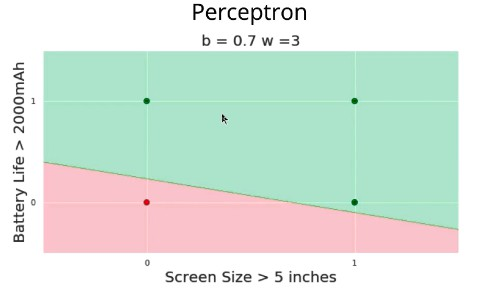 Perceptron
b = 0.7 w =3
Battery Life > 2000mAh
1
0
0
1
Screen Size > 5 inches